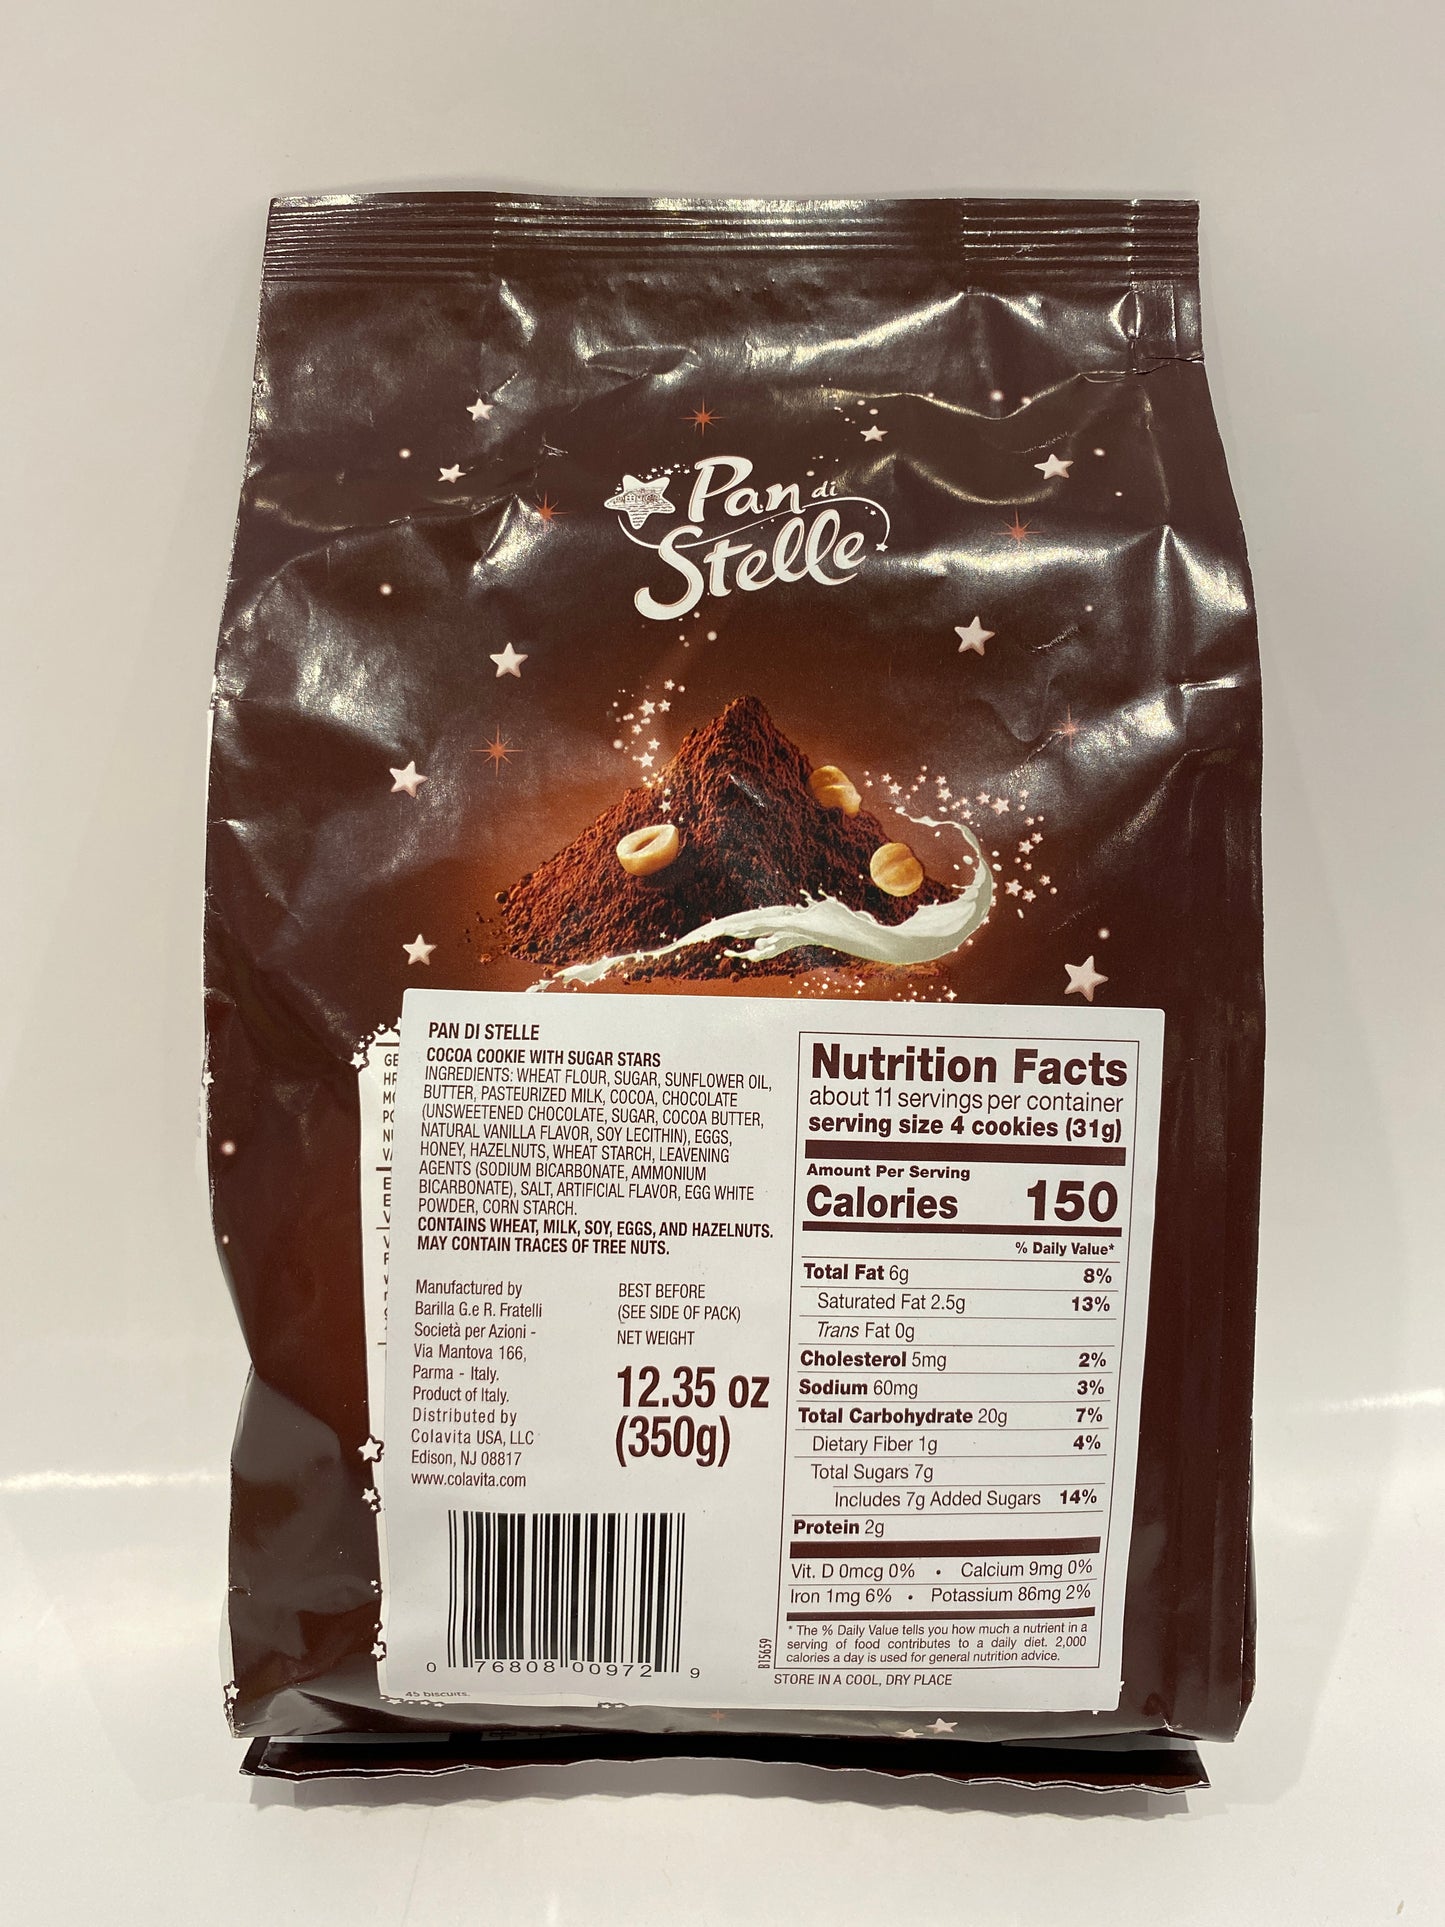 Pan di
Stelle
PAN DI STELLE
COCOA COOKIE WITH SUGAR STARS
INGREDIENTS: WHEAT FLOUR, SUGAR, SUNFLOWER OIL,
BUTTER, PASTEURIZED MILK, COCOA, CHOCOLATE
(UNSWEETENED CHOCOLATE, SUGAR, COCOA BUTTER,
NATURAL VANILLA FLAVOR, SOY LECITHIN), EGGS,
HONEY, HAZELNUTS, WHEAT STARCH, LEAVENING
AGENTS (SODIUM BICARBONATE, AMMONIUM
BICARBONATE), SALT, ARTIFICIAL FLAVOR, EGG WHITE
POWDER, CORN STARCH.
CONTAINS WHEAT, MILK, SOY, EGGS, AND HAZELNUTS.
MAY CONTAIN TRACES OF TREE NUTS.
Manufactured by
Barilla G.e R. Fratelli
Società per Azioni -
Via Mantova 166,
Parma - Italy.
Product of Italy.
Distributed by
Colavita USA, LLC
Edison, NJ 08817
www.colavita.com
BEST BEFORE
(SEE SIDE OF PACK)
NET WEIGHT
12.35 oz
(350g)
0 76808 00972 9
B15659
45 biscuits.
Nutrition Facts
about 11 servings per container
serving size 4 cookies (31g)
Amount Per Serving
Calories 150
% Daily Value*
Total Fat 6g 8%
Saturated Fat 2.5g 13%
Trans Fat 0g
Cholesterol 5mg 2%
Sodium 60mg 3%
Total Carbohydrate 20g 7%
Dietary Fiber 1g 4%
Total Sugars 7g
Includes 7g Added Sugars 14%
Protein 2g
Vit. D 0mcg 0% • Calcium 9mg 0%
Iron 1mg 6% • Potassium 86mg 2%
* The % Daily Value tells you how much a nutrient in a
serving of food contributes to a daily diet. 2,000
calories a day is used for general nutrition advice.
STORE IN A COOL, DRY PLACE